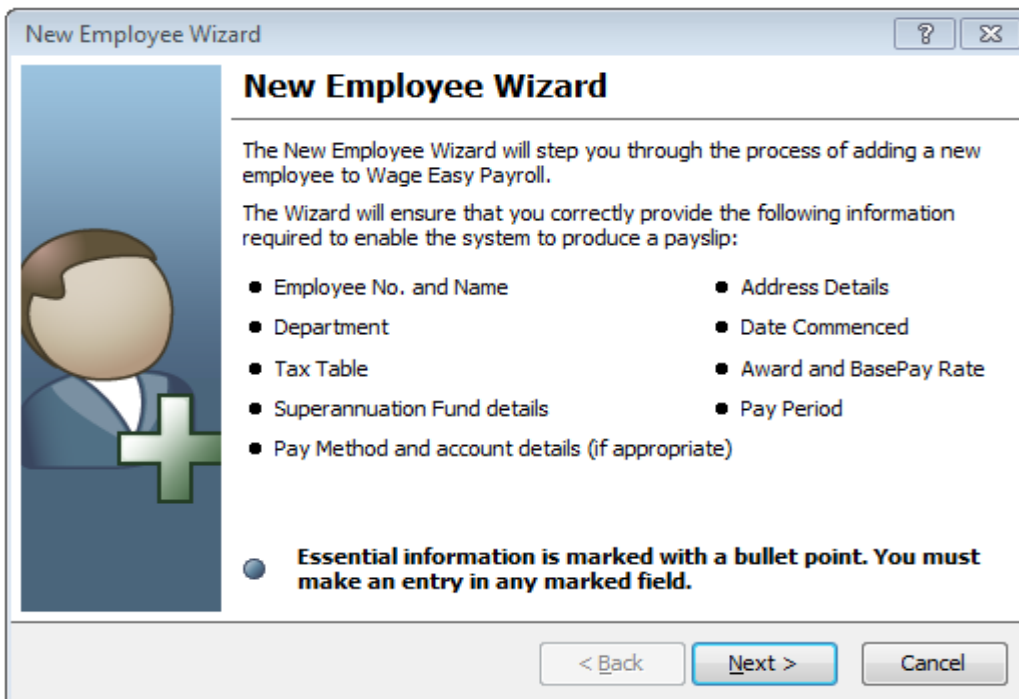 New Employee Wizard
New Employee Wizard
The New Employee Wizard will step you through the process of adding a new
employee to Wage Easy Payroll.
The Wizard will ensure that you correctly provide the following information
required to enable the system to produce a payslip:
● Employee No. and Name
● Address Details
● Department
● Date Commenced
● Tax Table
● Award and BasePay Rate
● Superannuation Fund details
● Pay Period
● Pay Method and account details (if appropriate)
Essential information is marked with a bullet point. You must
make an entry in any marked field.
< Back
Next >
Cancel